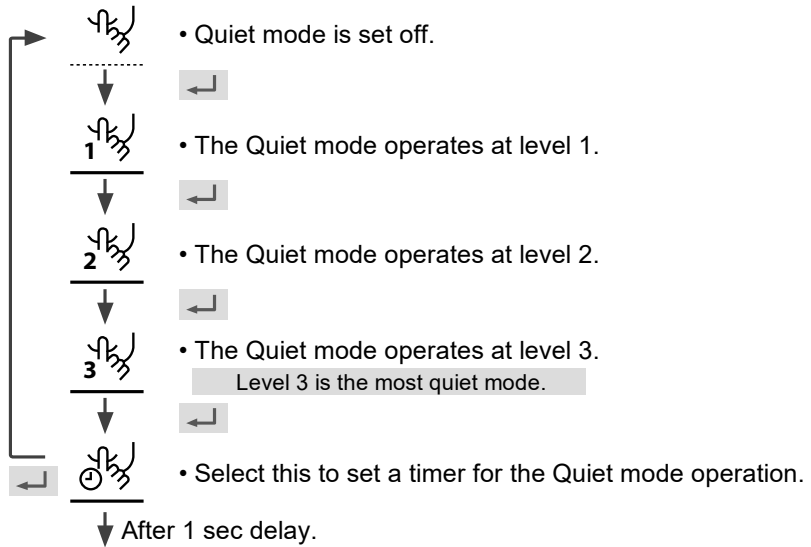 • Quiet mode is set off.
1
• The Quiet mode operates at level 1.
2
• The Quiet mode operates at level 2.
3
• The Quiet mode operates at level 3.
Level 3 is the most quiet mode.
• Select this to set a timer for the Quiet mode operation.
After 1 sec delay.